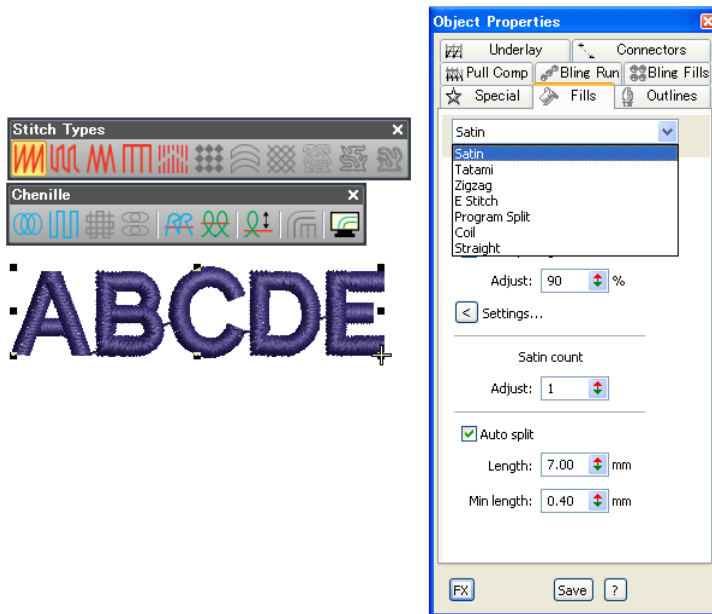 Object Properties
Underlay
Connectors
Pull Comp
Bling Run
Bling Fills
Special
Fills
Outlines
Satin
Satin
Tatami
Zigzag
E Stitch
Program Split
Coil
Straight
Adjust: 90 %
< Settings...
Satin count
Adjust: 1
Auto split
Length: 7.00 mm
Min length: 0.40 mm
FX
Save
?
Stitch Types
Chenille
ABCDE